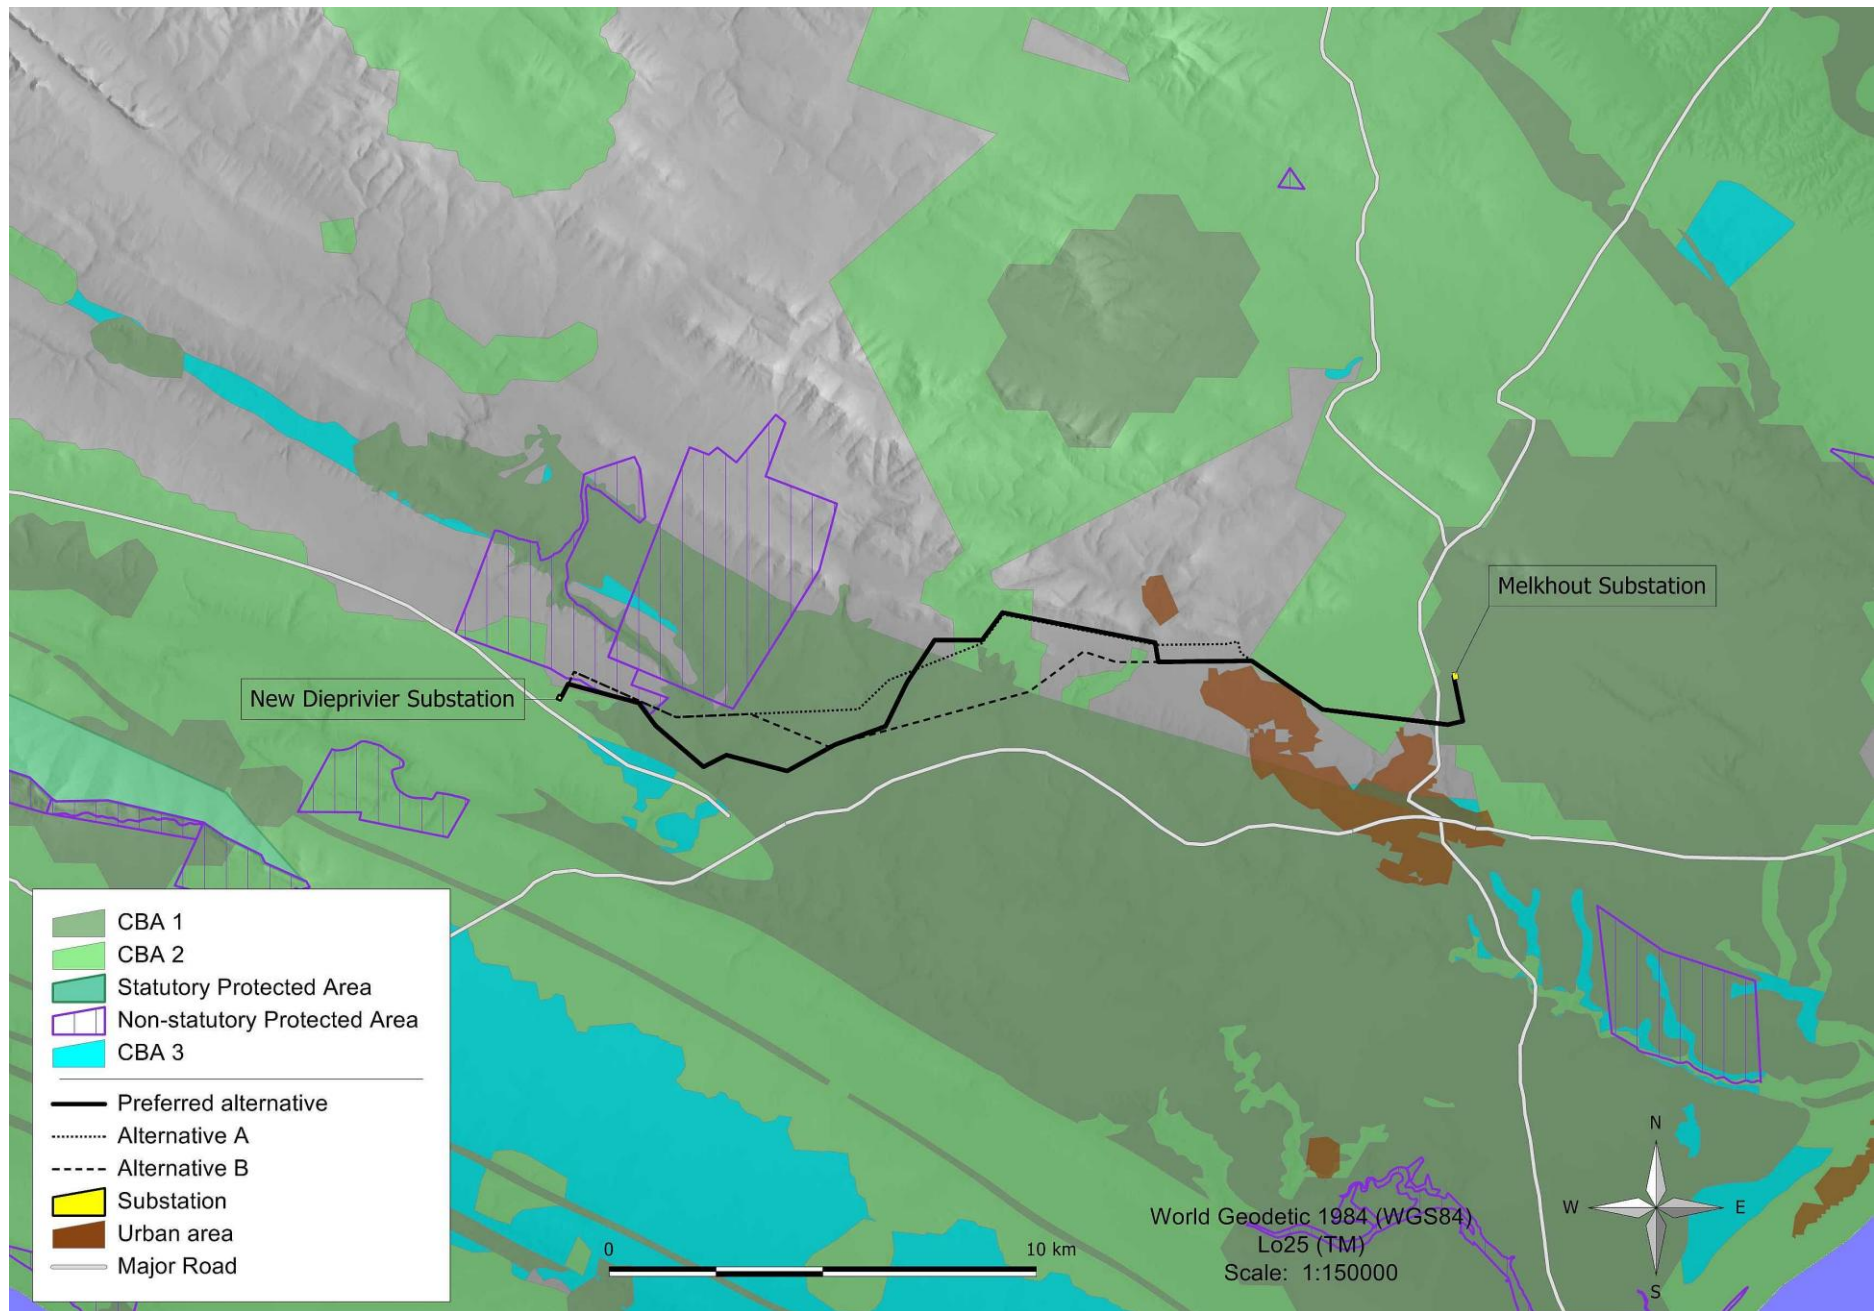 Melkhout Substation
New Dieprivier Substation
CBA 1
CBA 2
Statutory Protected Area
Non-statutory Protected Area
CBA 3
Preferred alternative
Alternative A
Alternative B
Substation
Urban area
Major Road
0 10 km
World Geodetic 1984 (WGS84)
Lo25 (TM)
Scale: 1:150000
N
W E
S